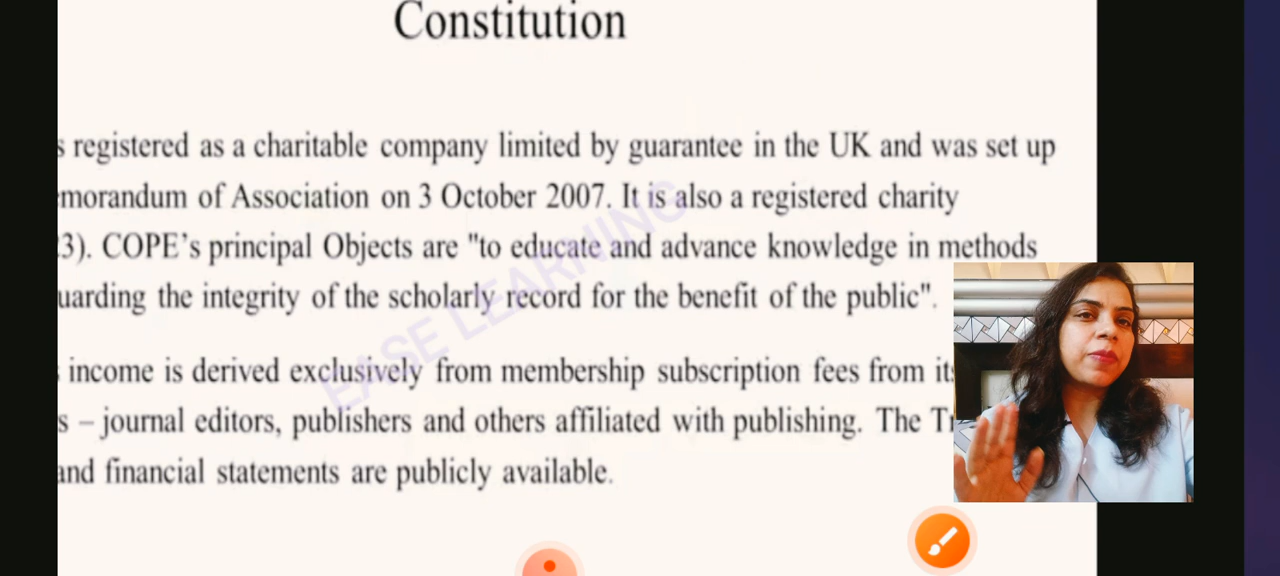 Constitution
s registered as a charitable company limited by guarantee in the UK and was set up
morandum of Association on 3 October 2007. It is also a registered charity
3). COPE's principal Objects are "to educate and advance knowledge in methods
uarding the integrity of the scholarly record for the benefit of the public".
income is derived exclusively from membership subscription fees from its
s – journal editors, publishers and others affiliated with publishing. The Tr
and financial statements are publicly available.
EASE LEARNING